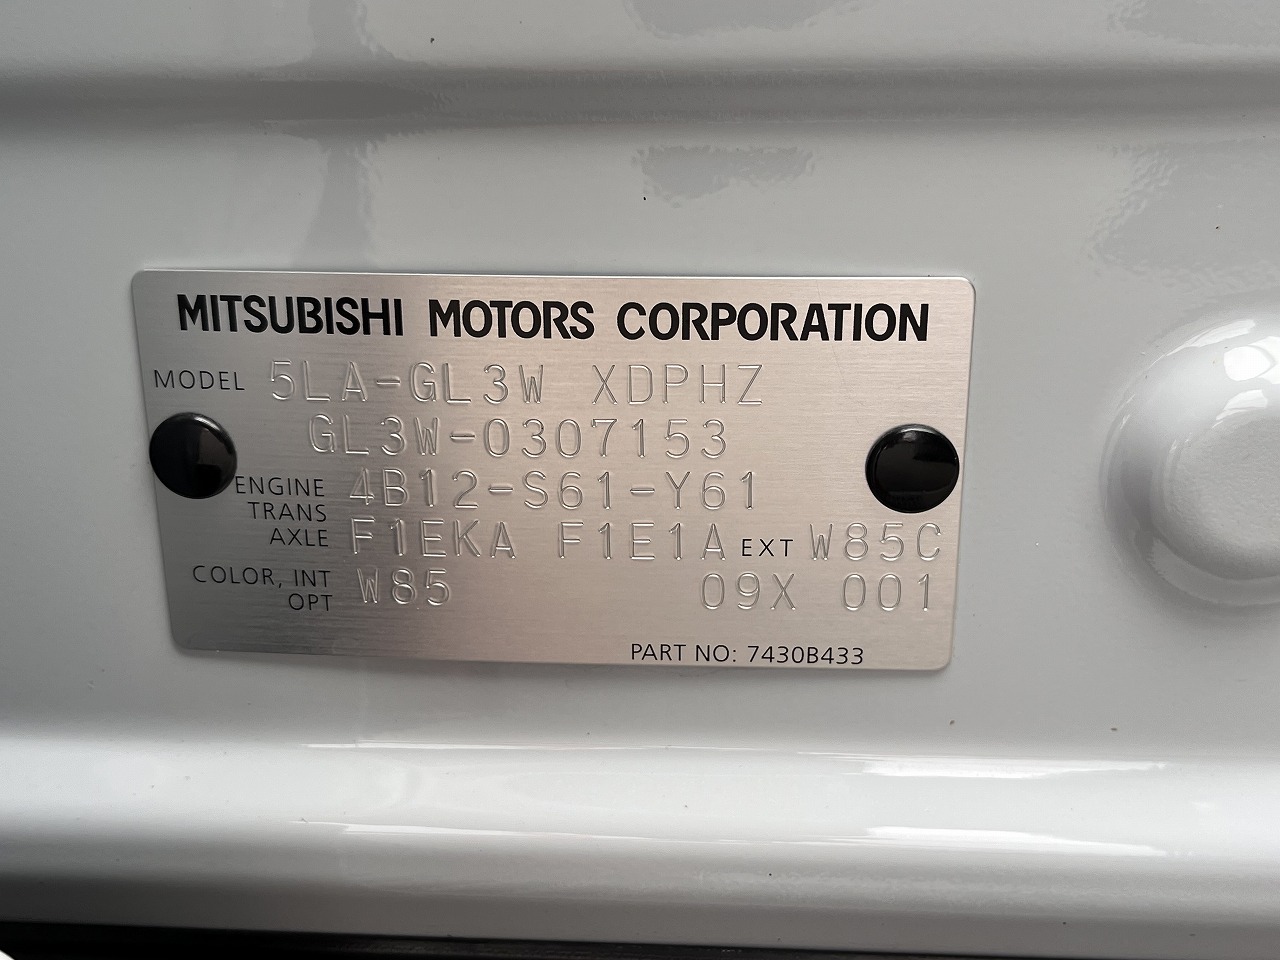 MITSUBISHI MOTORS CORPORATION
MODEL 5LA-GL3W XDPHZ
GL3W-0307153
ENGINE 4B12-S61-Y61
TRANS
AXLE F1EKA F1E1A EXT W85C
COLOR, INT W85 09X 001
OPT
PART NO: 7430B433